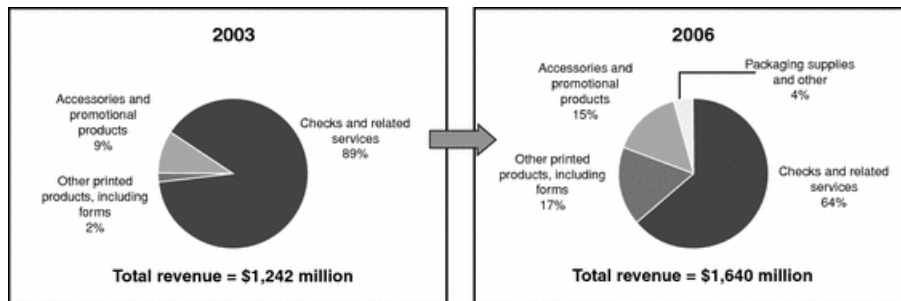 2003
Accessories and
promotional
products
9%
Checks and related
services
89%
Other printed
products, including
forms
2%
Total revenue = $1,242 million
2006
Packaging supplies
and other
4%
Accessories and
promotional products
15%
Other printed
products, including
forms
17%
Checks and related
services
64%
Total revenue = $1,640 million